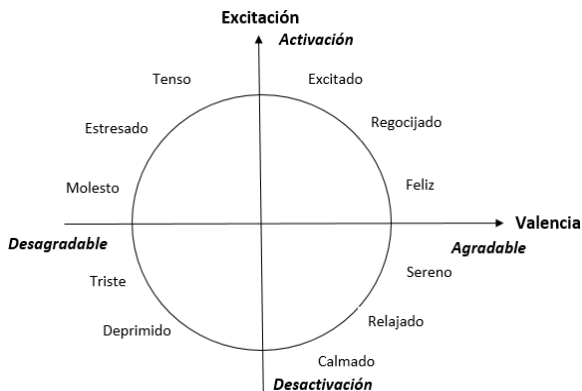 Excitación
Activación
Tenso
Excitado
Estresado
Regocijado
Molesto
Feliz
Valencia
Desagradable
Agradable
Sereno
Triste
Relajado
Deprimido
Calmado
Desactivación